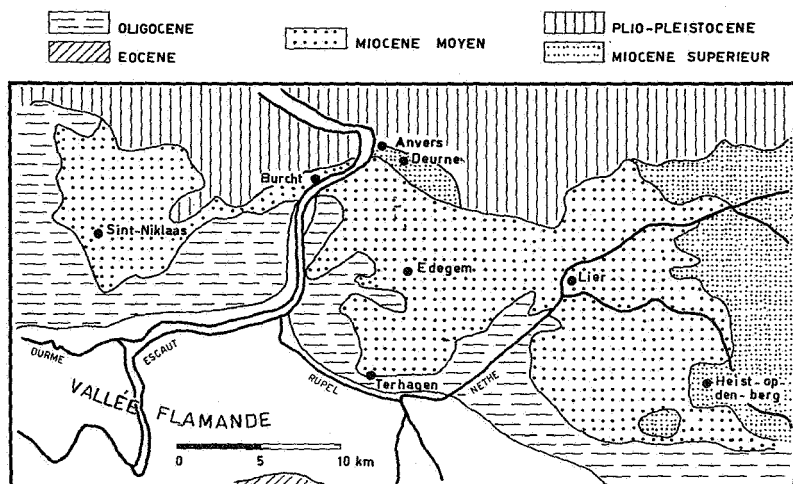 OLIGOCENE
EOCENE
MIOCENE MOYEN
PLIO-PLEISTOCENE
MIOCENE SUPERIEUR
Anvers
Deurne
Burcht
Sint-Niklaas
Edegem
Lier
DURME
ESCAUT
RUPEL
Terhagen
NETHE
Heist-op-
den-berg
VALLÉE FLAMANDE
0 5 10 km